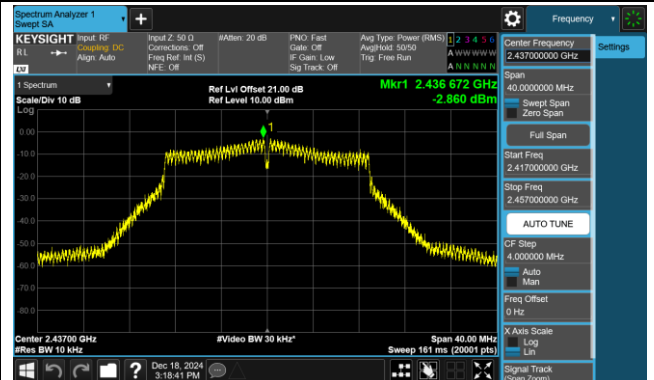 Spectrum Analyzer 1
Swept SA
+
Frequency
KEYSIGHT
RL
LXI
Input: RF
Coupling: DC
Align: Auto
Input Z: 50 Ω
Corrections: Off
Freq Ref: Int (S)
NFE: Off
#Atten: 20 dB
PNO: Fast
Gate: Off
IF Gain: Low
Sig Track: Off
Avg Type: Power (RMS)
Avg|Hold: 50/50
Trig: Free Run
1 2 3 4 5 6
A W W W W W
A N N N N N
1 Spectrum
Scale/Div 10 dB
Log
Ref Lvl Offset 21.00 dB
Ref Level 10.00 dBm
Mkr1 2.436 672 GHz
-2.860 dBm
1
0.00
-10.0
-20.0
-30.0
-40.0
-50.0
-60.0
-70.0
-80.0
Center 2.43700 GHz
#Res BW 10 kHz
#Video BW 30 kHz*
Span 40.00 MHz
Sweep 161 ms (20001 pts)
Center Frequency
2.437000000 GHz
Settings
Span
40.0000000 MHz
Swept Span
Zero Span
Full Span
Start Freq
2.417000000 GHz
Stop Freq
2.457000000 GHz
AUTO TUNE
CF Step
4.000000 MHz
Auto
Man
Freq Offset
0 Hz
X Axis Scale
Log
Lin
Signal Track
(Span Zoom)
?
Dec 18, 2024
3:18:41 PM